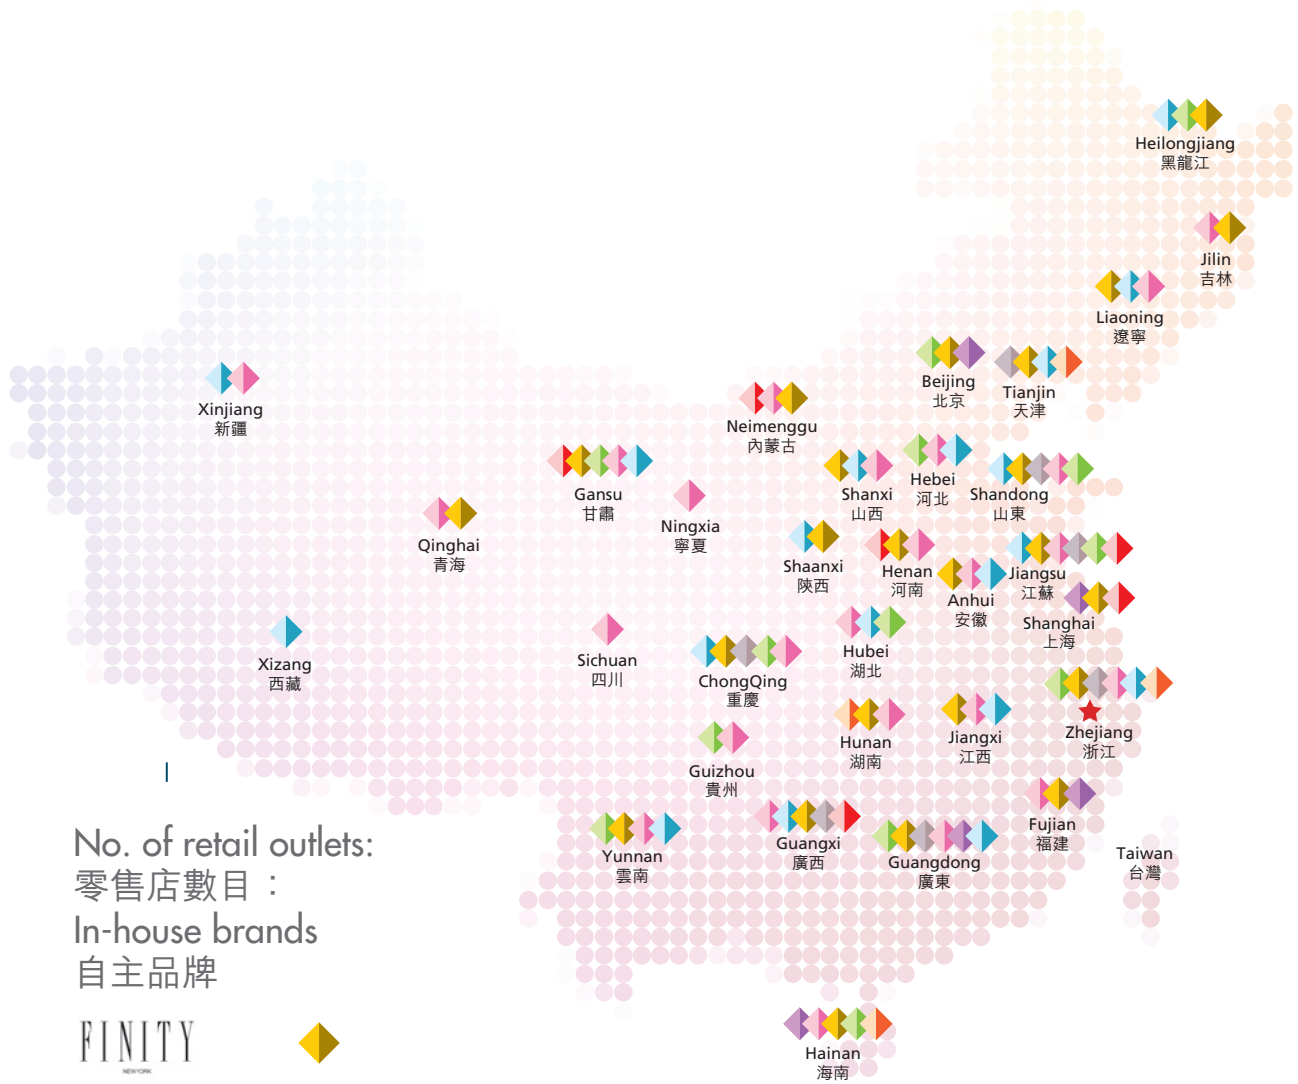 Heilongjiang
黑龍江
Jilin
吉林
Liaoning
遼寧
Beijing
北京
Tianjin
天津
Xinjiang
新疆
Neimenggu
內蒙古
Gansu
甘肅
Ningxia
寧夏
Shanxi
山西
Hebei
河北
Shandong
山東
Qinghai
青海
Shaanxi
陝西
Henan
河南
Anhui
安徽
Jiangsu
江蘇
Shanghai
上海
Xizang
西藏
Sichuan
四川
ChongQing
重慶
Hubei
湖北
Hunan
湖南
Jiangxi
江西
Zhejiang
浙江
Guizhou
貴州
Yunnan
雲南
Guangxi
廣西
Guangdong
廣東
Fujian
福建
Taiwan
台灣
Hainan
海南
No. of retail outlets:
零售店數目：
In-house brands
自主品牌
FINITY
NEWYORK